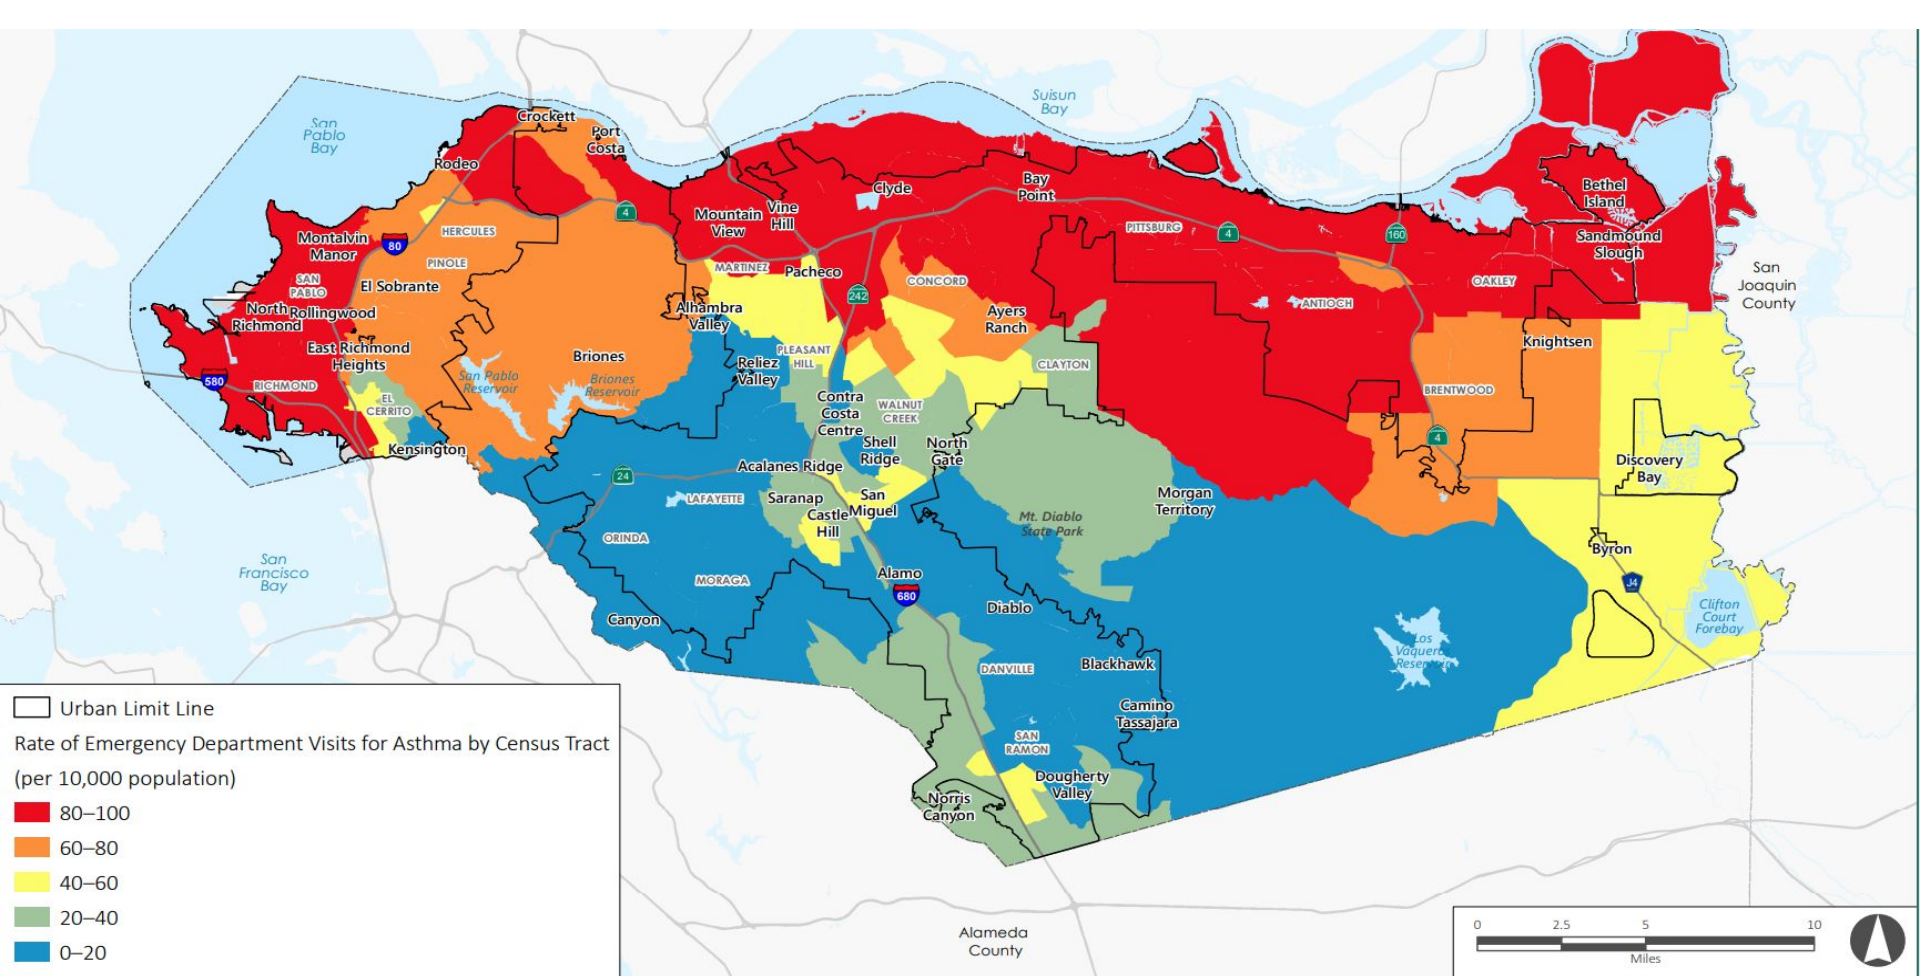 Suisun
Bay
San
Pablo
Bay
Crockett
Port
Costa
Rodeo
Bay
Point
Clyde
Bethel
Island
Mountain
View
Vine
Hill
4
HERCULES
PITTSBURG
4
160
Montalvin
Manor
80
Sandmound
Slough
PINOLE
MARTINEZ
Pacheco
San
Joaquin
County
SAN
PABLO
El Sobrante
CONCORD
OAKLEY
242
ANTIOCH
North
Richmond
Rollingwood
Alhambra
Valley
Ayers
Ranch
East Richmond
Heights
Knightsen
Briones
PLEASANT
HILL
Reliez
Valley
CLAYTON
580
RICHMOND
San Pablo
Reservoir
Briones
Reservoir
BRENTWOOD
EL
CERRITO
Contra
Costa
Centre
WALNUT
CREEK
4
Kensington
Shell
Ridge
North
Gate
Acalanes Ridge
Discovery
Bay
24
LAFAYETTE
Saranap
San
Miguel
Morgan
Territory
Castle
Hill
Mt. Diablo
State Park
ORINDA
Byron
San
Francisco
Bay
MORAGA
Alamo
680
J4
Diablo
Clifton
Court
Forebay
Canyon
Los
Vaqueros
Reservoir
DANVILLE
Blackhawk
Camino
Tassajara
SAN
RAMON
Dougherty
Valley
Norris
Canyon
Alameda
County
Urban Limit Line
Rate of Emergency Department Visits for Asthma by Census Tract
(per 10,000 population)
80–100
60–80
40–60
20–40
0–20
0 2.5 5 10
Miles